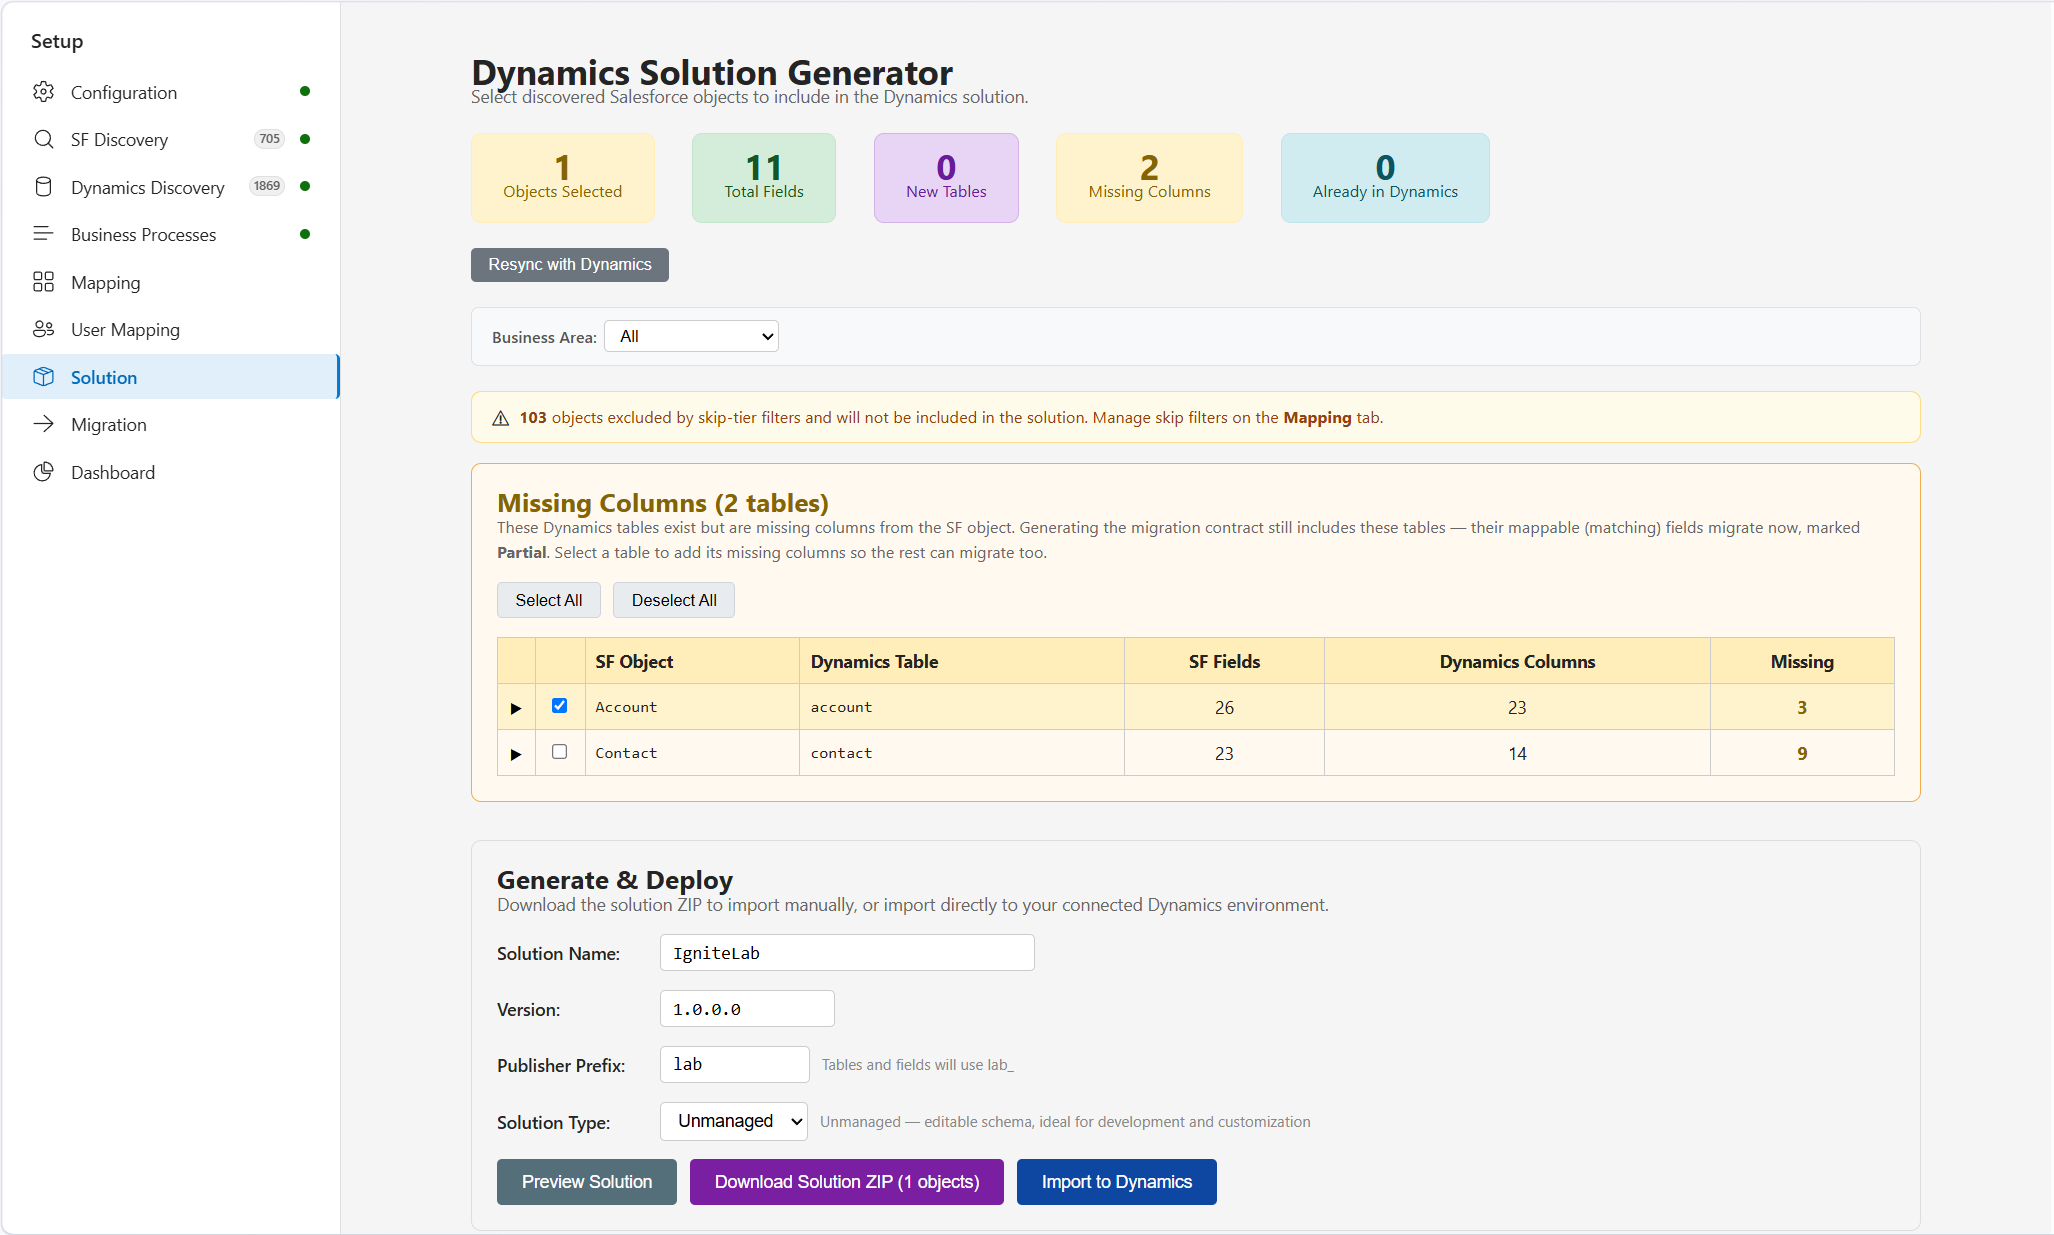 Setup
Configuration
SF Discovery 705
Dynamics Discovery 1869
Business Processes
Mapping
User Mapping
Solution
Migration
Dashboard
Dynamics Solution Generator
Select discovered Salesforce objects to include in the Dynamics solution.
1
Objects Selected
11
Total Fields
0
New Tables
2
Missing Columns
0
Already in Dynamics
Resync with Dynamics
Business Area: All
103 objects excluded by skip-tier filters and will not be included in the solution. Manage skip filters on the Mapping tab.
Missing Columns (2 tables)
These Dynamics tables exist but are missing columns from the SF object. Generating the migration contract still includes these tables — their mappable (matching) fields migrate now, marked
Partial. Select a table to add its missing columns so the rest can migrate too.
Select All Deselect All
SF Object Dynamics Table SF Fields Dynamics Columns Missing
Account account 26 23 3
Contact contact 23 14 9
Generate & Deploy
Download the solution ZIP to import manually, or import directly to your connected Dynamics environment.
Solution Name: IgniteLab
Version: 1.0.0.0
Publisher Prefix: lab Tables and fields will use lab_
Solution Type: Unmanaged Unmanaged — editable schema, ideal for development and customization
Preview Solution Download Solution ZIP (1 objects) Import to Dynamics